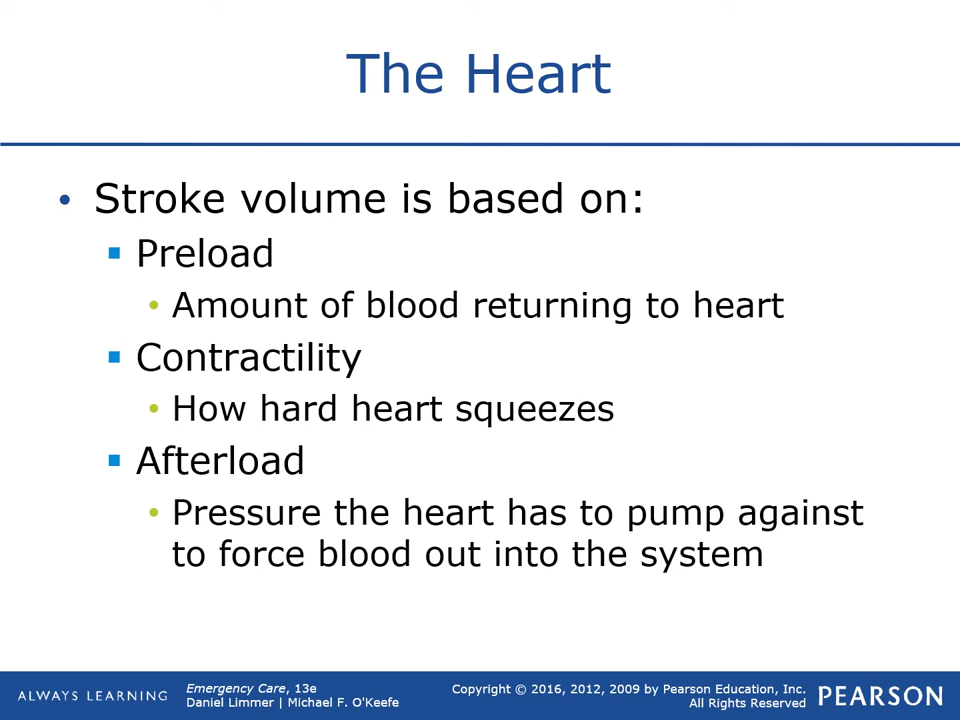 The Heart
• Stroke volume is based on:
▪ Preload
• Amount of blood returning to heart
▪ Contractility
• How hard heart squeezes
▪ Afterload
• Pressure the heart has to pump against
to force blood out into the system
ALWAYS LEARNING
Emergency Care, 13e
Daniel Limmer | Michael F. O'Keefe
Copyright © 2016, 2012, 2009 by Pearson Education, Inc.
All Rights Reserved
PEARSON